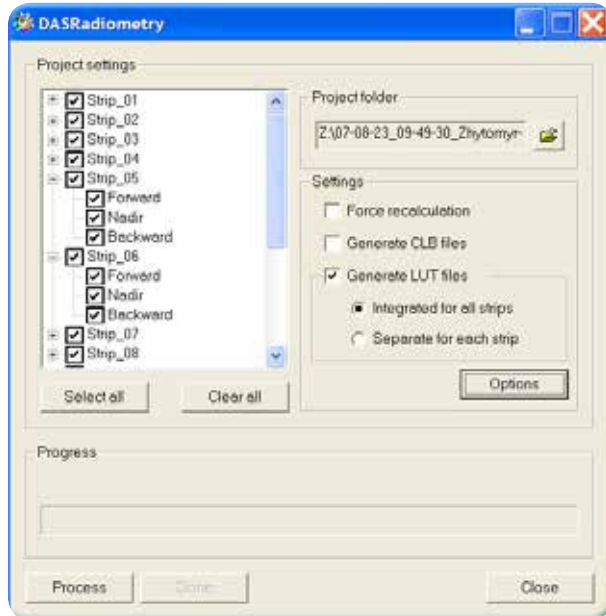 DASRadiometry
Project settings
Strip_01
Strip_02
Strip_03
Strip_04
Strip_05
Forward
Nadir
Backward
Strip_06
Forward
Nadir
Backward
Strip_07
Strip_08
Select all
Clear all
Project folder
Z:\07-08-23_09-49-30_Zhytomyr-
Settings
Force recalculation
Generate CLB files
Generate LUT files
Integrated for all strips
Separate for each strip
Options
Progress
Process
Close